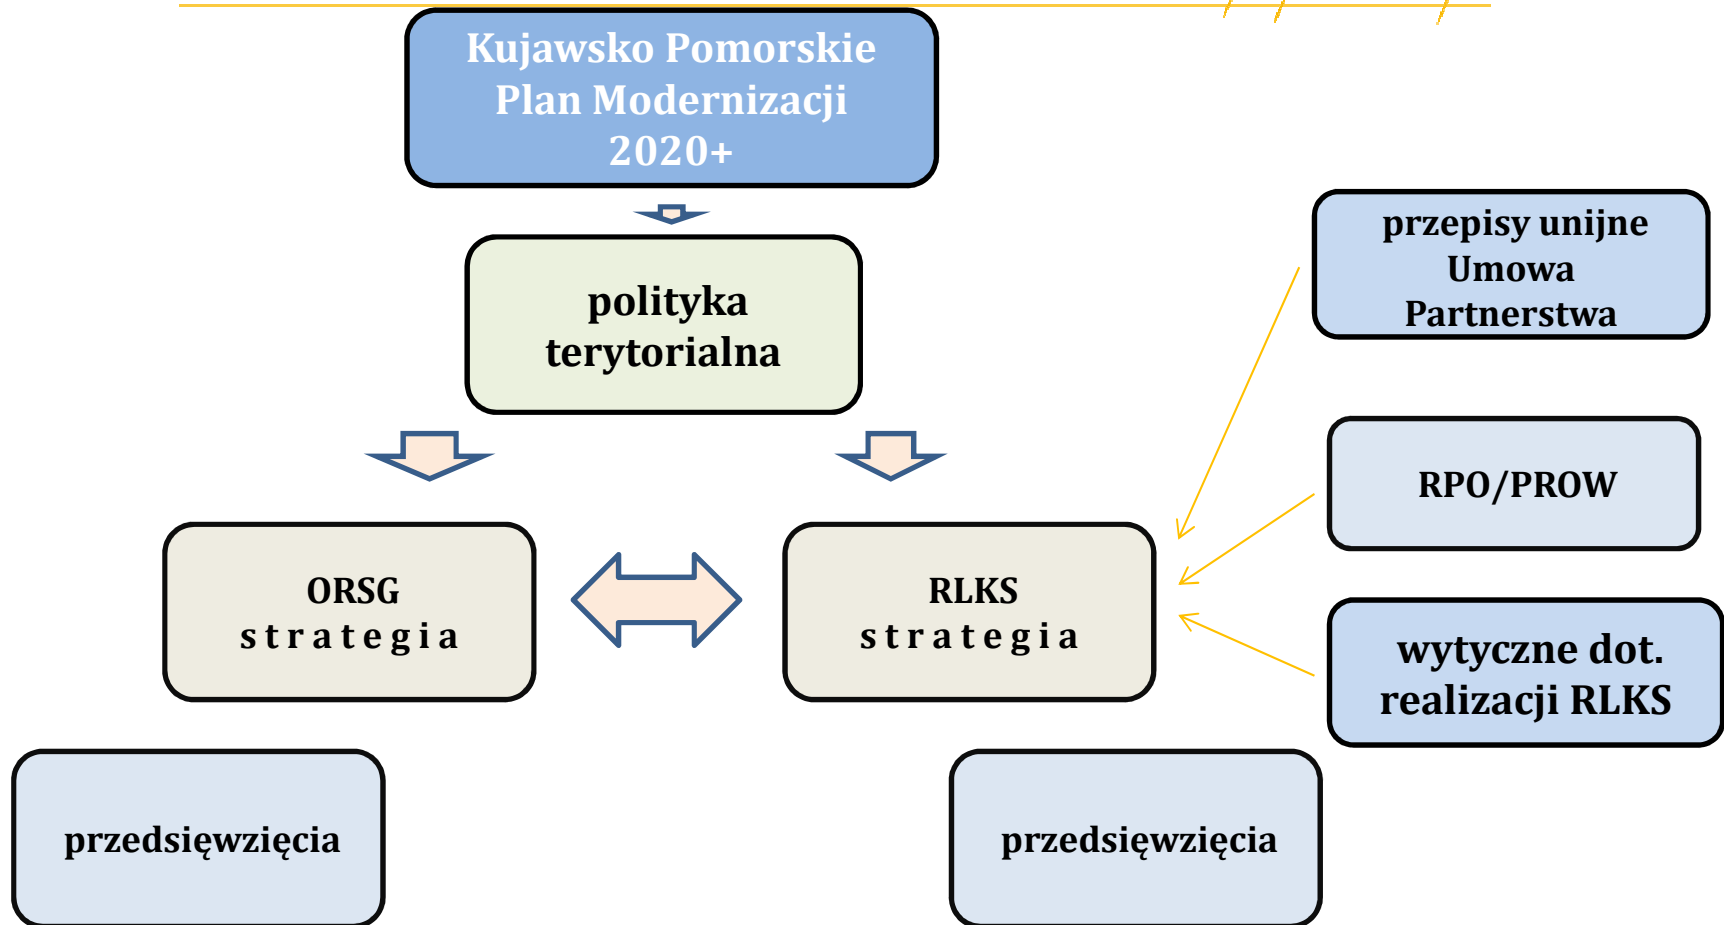 Kujawsko Pomorskie
Plan Modernizacji
2020+
polityka
terytorialna
przepisy unijne
Umowa
Partnerstwa
RPO/PROW
ORSG
strategia
RLKS
strategia
wytyczne dot.
realizacji RLKS
przedsięwzięcia
przedsięwzięcia